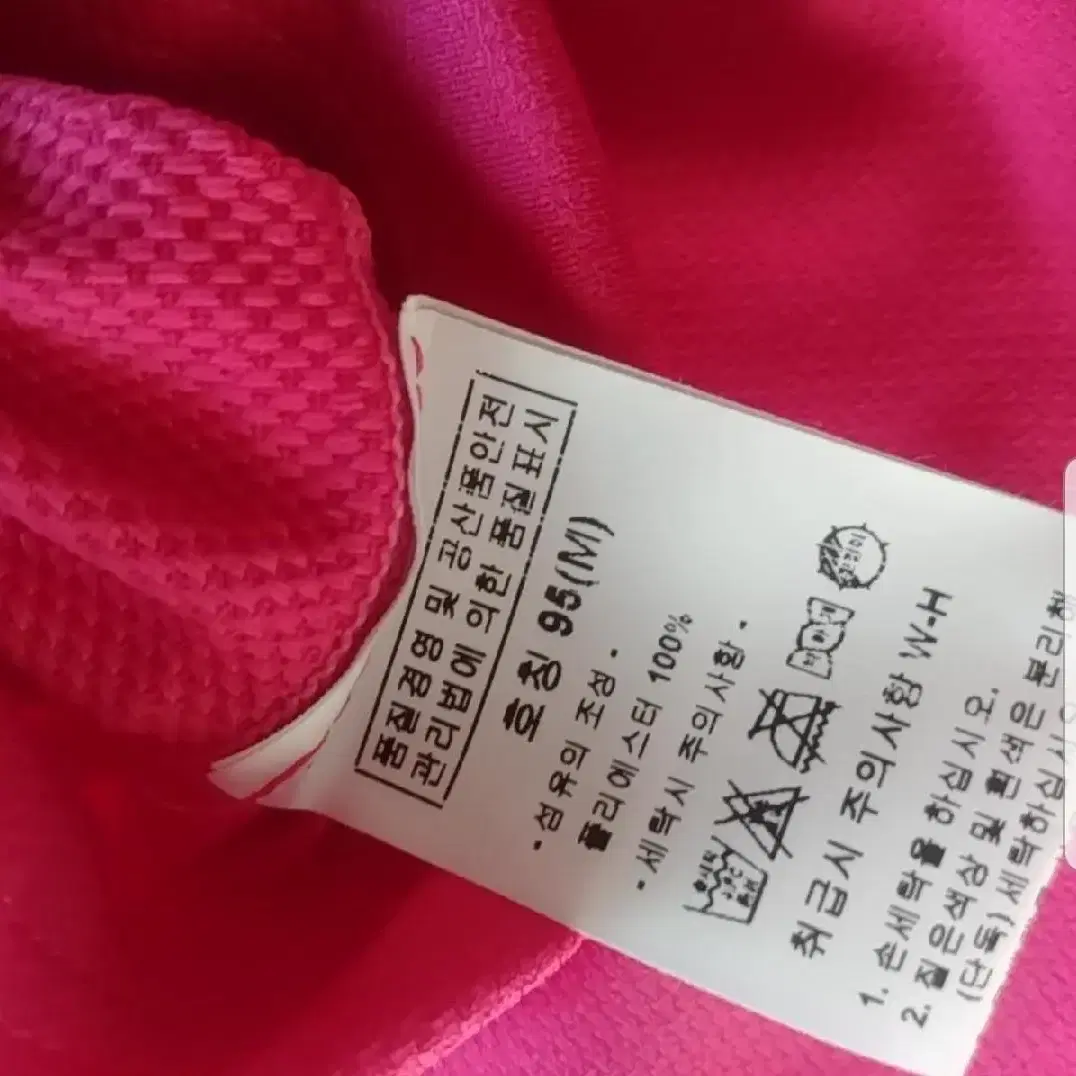 품질경영 및 공산품안전
관리법에 의한 품질표시
호칭 95(M)
• 섬유의 조성 •
폴리에스터 100%
• 세탁시 주의사항 •
취급시 주의사항 W-H
1. 손세탁을 하십시오.
2. 짙은색상 및 흰색은 분리해
(단독)세탁하십시오